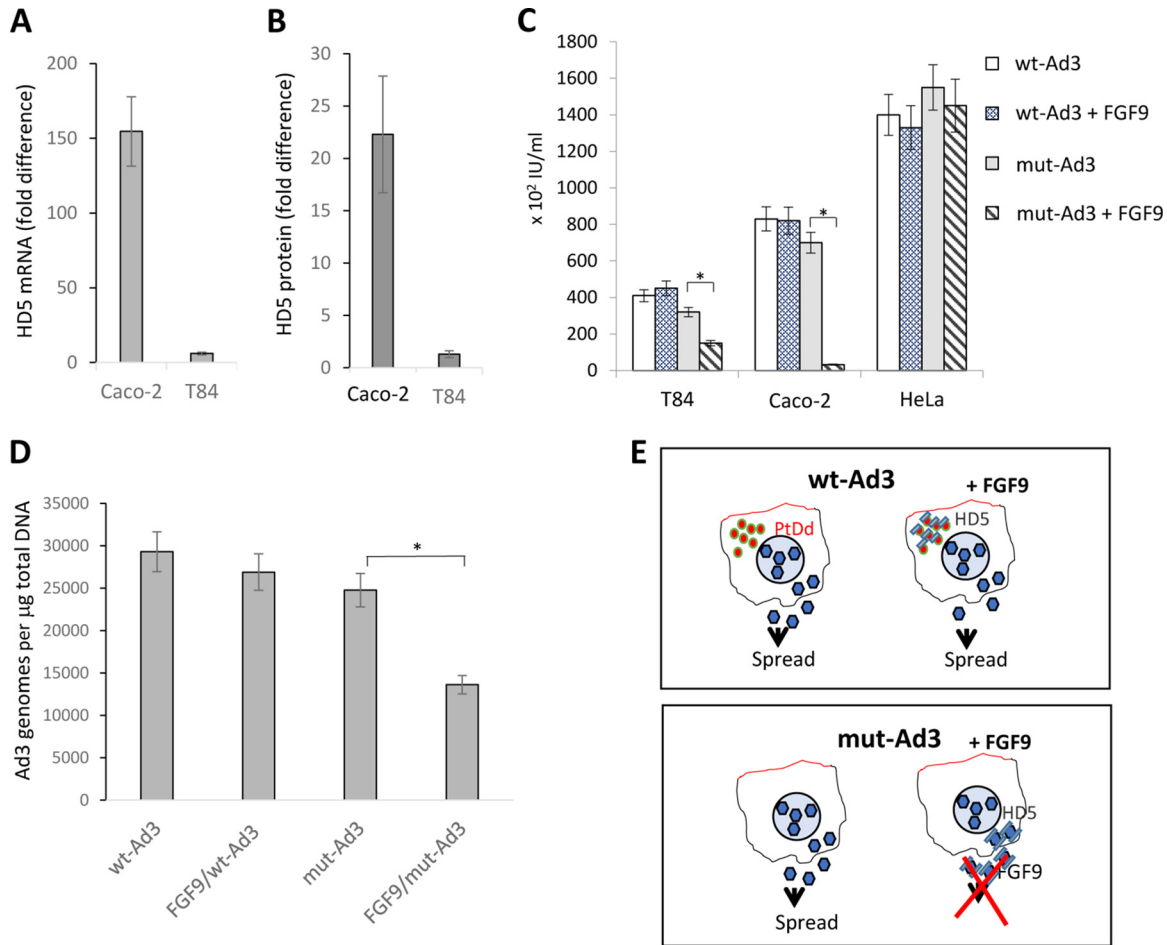 A
HD5 mRNA (fold difference)
200
150
100
50
0
Caco-2
T84
B
HD5 protein (fold difference)
30
25
20
15
10
5
0
Caco-2
T84
C
x 10² IU/ml
1800
1600
1400
1200
1000
800
600
400
200
0
*
*
T84
Caco-2
HeLa
wt-Ad3
wt-Ad3 + FGF9
mut-Ad3
mut-Ad3 + FGF9
D
Ad3 genomes per µg total DNA
35000
30000
25000
20000
15000
10000
5000
0
*
wt-Ad3
FGF9/wt-Ad3
mut-Ad3
FGF9/mut-Ad3
E
wt-Ad3
+ FGF9
PtDd
HD5
Spread
Spread
mut-Ad3
+ FGF9
HD5
FGF9
Spread